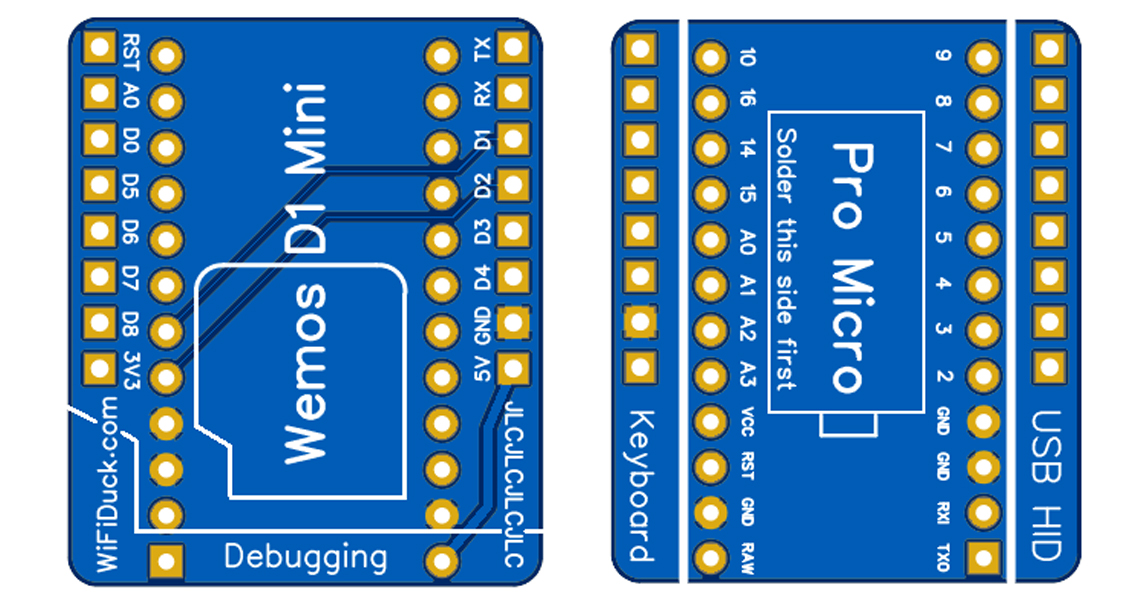 RST
A0
D0
D5
D6
D7
D8
3V3
WiFiDuck.com
Wemos D1 Mini
Debugging
TX
RX
D1
D2
D3
D4
GND
5V
JLCJLCJLCJLC
Keyboard
10
16
14
15
A0
A1
A2
A3
VCC
RST
GND
RAW
Solder this side first
Pro Micro
9
8
7
6
5
4
3
2
GND
GND
RXI
TXO
USB HID